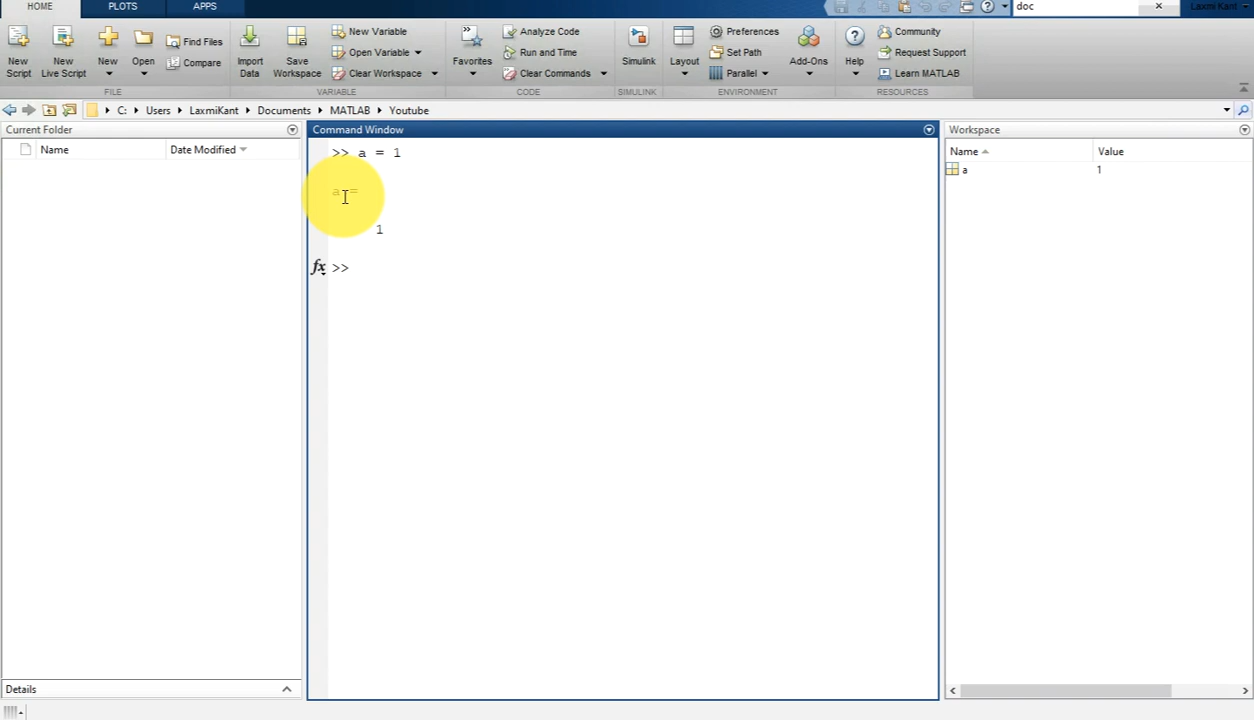 HOME PLOTS APPS
doc
Laxmi Kant
New Script
New Live Script
New
Open
Find Files
Compare
FILE
Import Data
Save Workspace
New Variable
Open Variable
Clear Workspace
VARIABLE
Favorites
Analyze Code
Run and Time
Clear Commands
CODE
Simulink
SIMULINK
Layout
Preferences
Set Path
Parallel
Add-Ons
ENVIRONMENT
Help
Community
Request Support
Learn MATLAB
RESOURCES
C: Users LaxmiKant Documents MATLAB Youtube
Current Folder
Name Date Modified
Details
Command Window
>> a = 1
a =
1
fx >>
Workspace
Name Value
a 1